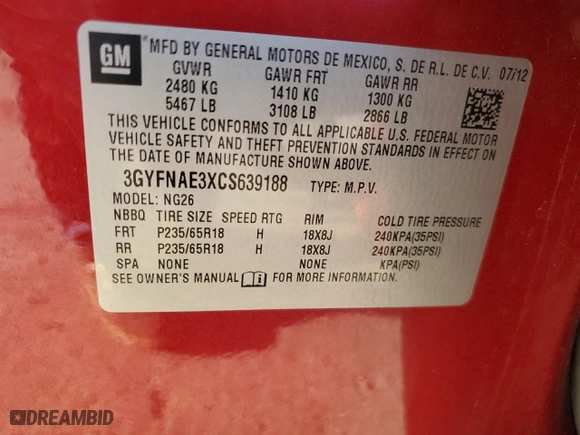 GM MFD BY GENERAL MOTORS DE MEXICO, S. DE R.L. DE C.V. 07/12
GVWR GAWR FRT GAWR RR
2480 KG 1410 KG 1300 KG
5467 LB 3108 LB 2866 LB
THIS VEHICLE CONFORMS TO ALL APPLICABLE U.S. FEDERAL MOTOR
VEHICLE SAFETY AND THEFT PREVENTION STANDARDS IN EFFECT ON
THE DATE OF MANUFACTURE SHOWN ABOVE.
3GYFNAE3XCS639188 TYPE: M.P.V.
MODEL: NG26
NBBQ TIRE SIZE SPEED RTG RIM COLD TIRE PRESSURE
FRT P235/65R18 H 18X8J 240KPA(35PSI)
RR P235/65R18 H 18X8J 240KPA(35PSI)
SPA NONE NONE KPA(PSI)
SEE OWNER'S MANUAL FOR MORE INFORMATION.
DREAMBID